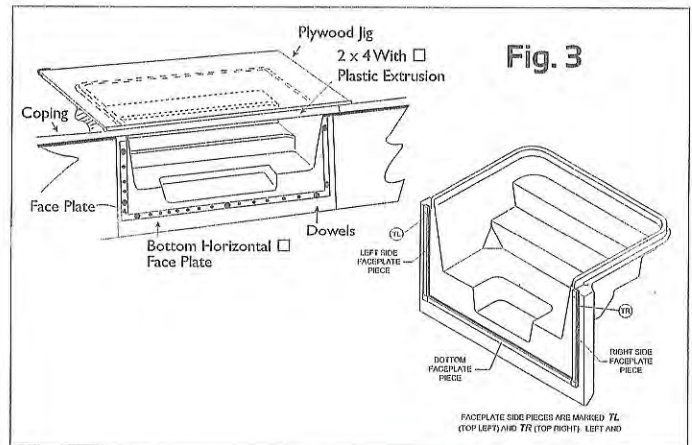 Plywood Jig
2 x 4 With □
Plastic Extrusion
Fig. 3
Coping
Face Plate
Bottom Horizontal □
Face Plate
Dowels
TL
LEFT SIDE
FACEPLATE
PIECE
TR
RIGHT SIDE
FACEPLATE
PIECE
BOTTOM
FACEPLATE
PIECE
FACEPLATE SIDE PIECES ARE MARKED TL
(TOP LEFT) AND TR (TOP RIGHT). LEFT AND